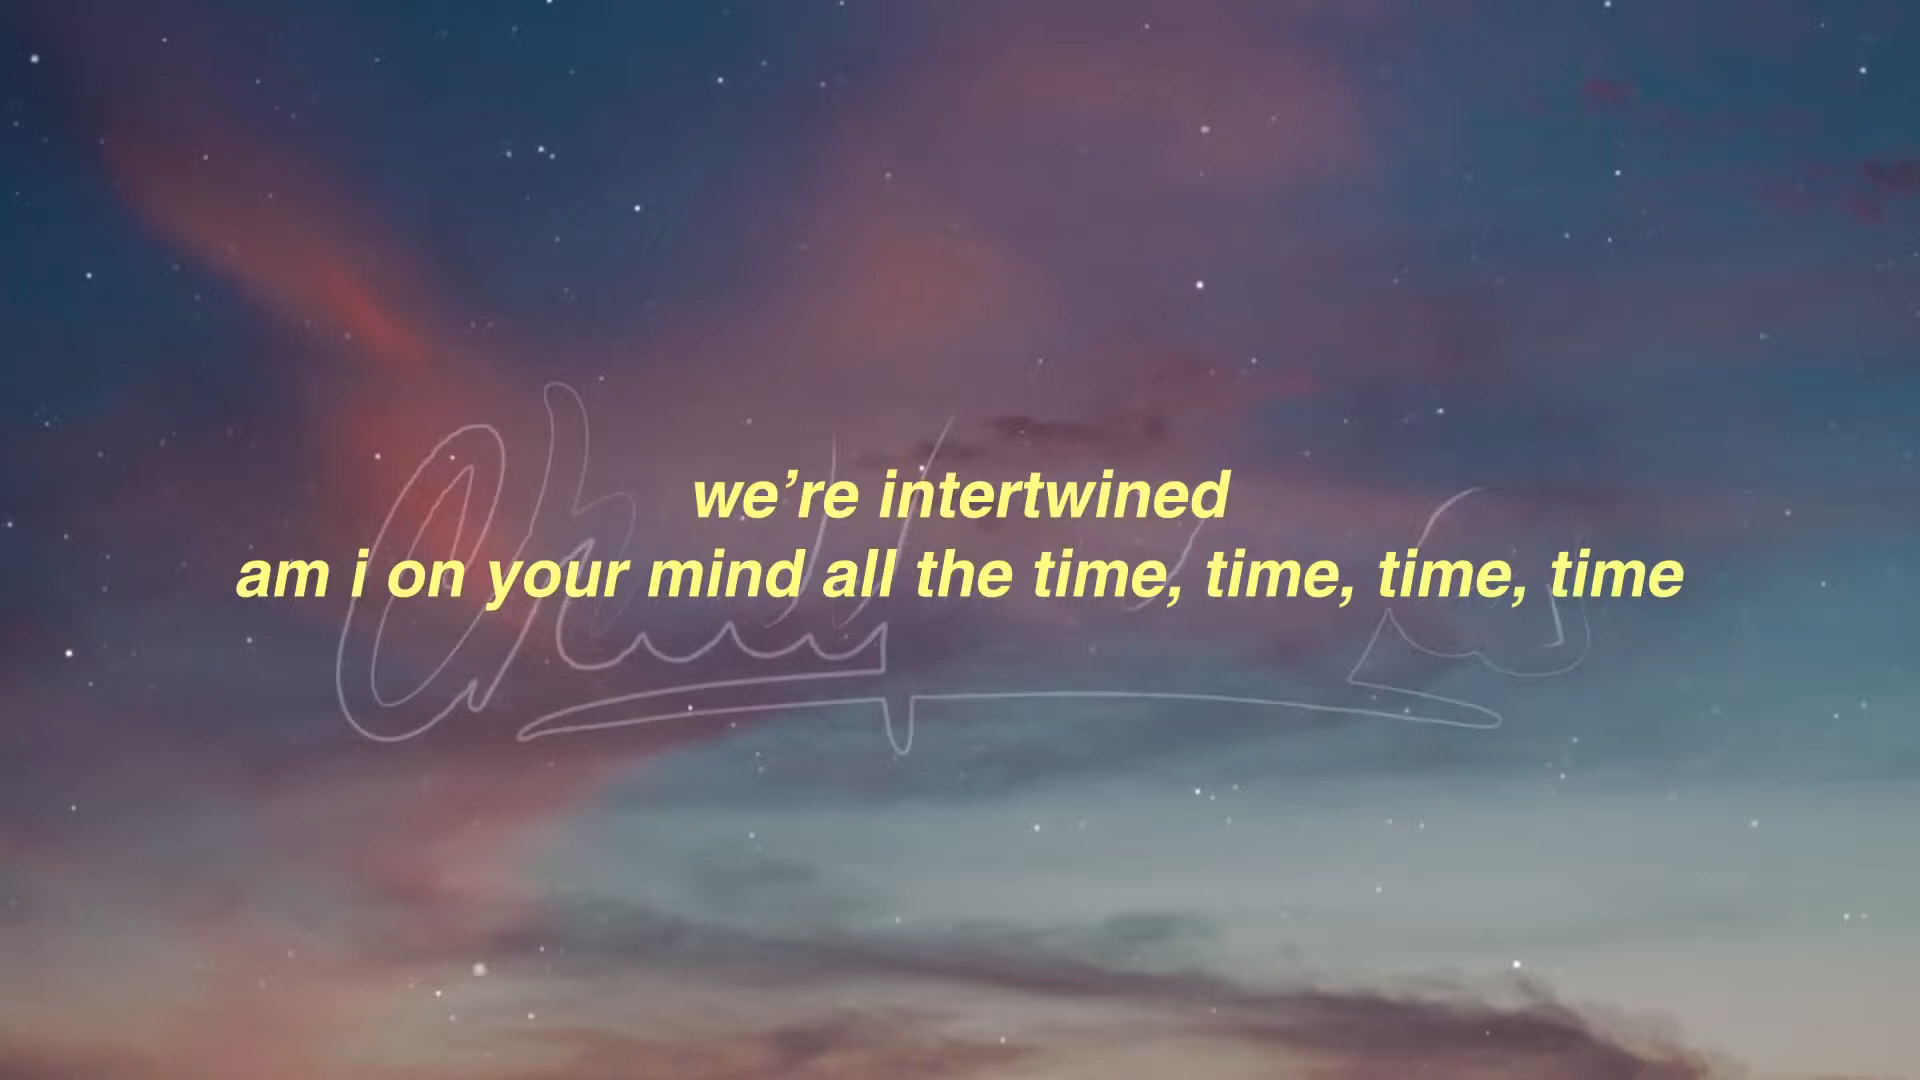 we’re intertwined
am i on your mind all the time, time, time, time